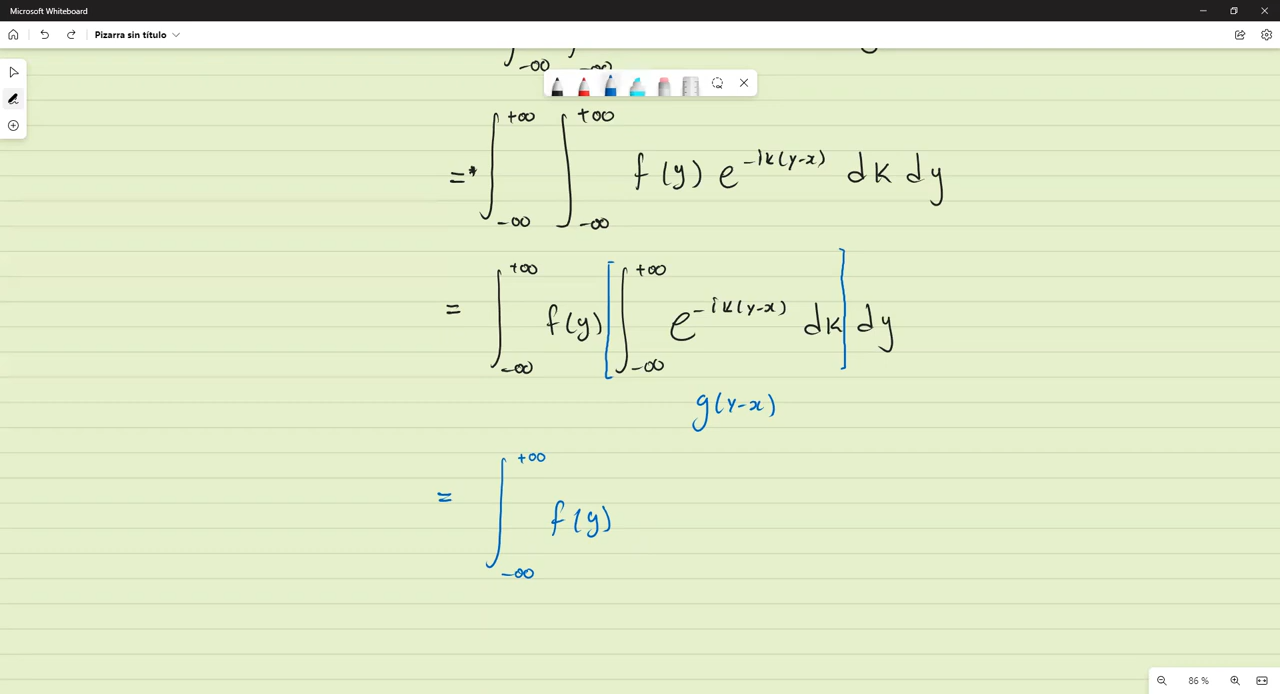 Microsoft Whiteboard
Pizarra sin título
-∞ -∞
=* ∫_{-∞}^{+∞} ∫_{-∞}^{+∞} f(y) e^{-ik(y-x)} dk dy
= ∫_{-∞}^{+∞} f(y) [ ∫_{-∞}^{+∞} e^{-ik(y-x)} dk ] dy
g(y-x)
= ∫_{-∞}^{+∞} f(y)
86 %